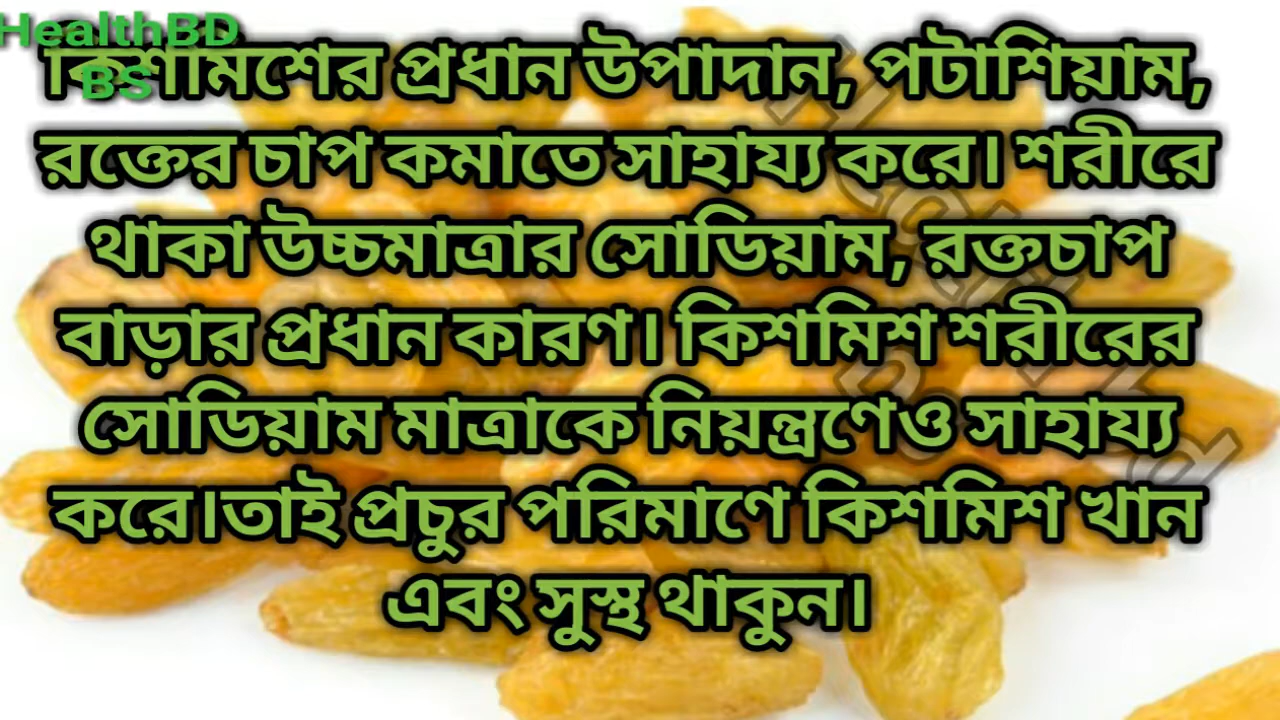 HealthBD
BS
কিশমিশের প্রধান উপাদান, পটাশিয়াম,
রক্তের চাপ কমাতে সাহায্য করে। শরীরে
থাকা উচ্চমাত্রার সোডিয়াম, রক্তচাপ
বাড়ার প্রধান কারণ। কিশমিশ শরীরের
সোডিয়াম মাত্রাকে নিয়ন্ত্রণেও সাহায্য
করে।তাই প্রচুর পরিমাণে কিশমিশ খান
এবং সুস্থ থাকুন।